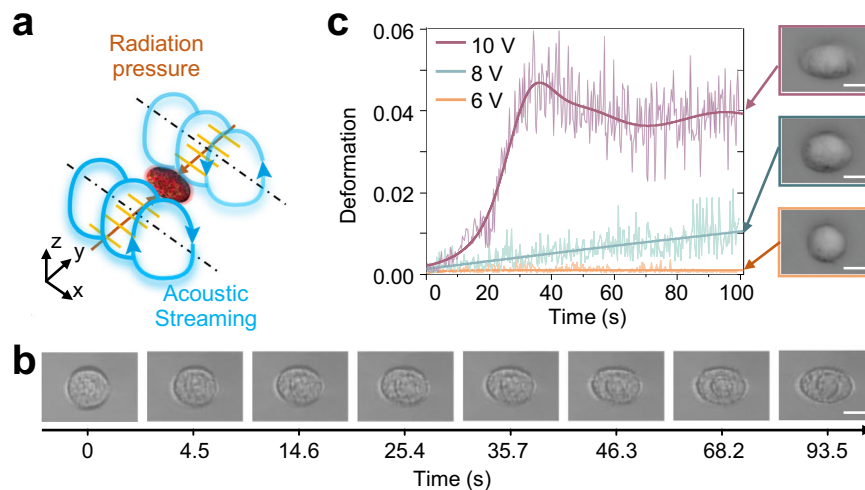 a
Radiation
pressure
z
y
x
Acoustic
Streaming
c
0.06
0.04
0.02
0.00
Deformation
10 V
8 V
6 V
0
20
40
60
80
100
Time (s)
b
0
4.5
14.6
25.4
35.7
46.3
68.2
93.5
Time (s)